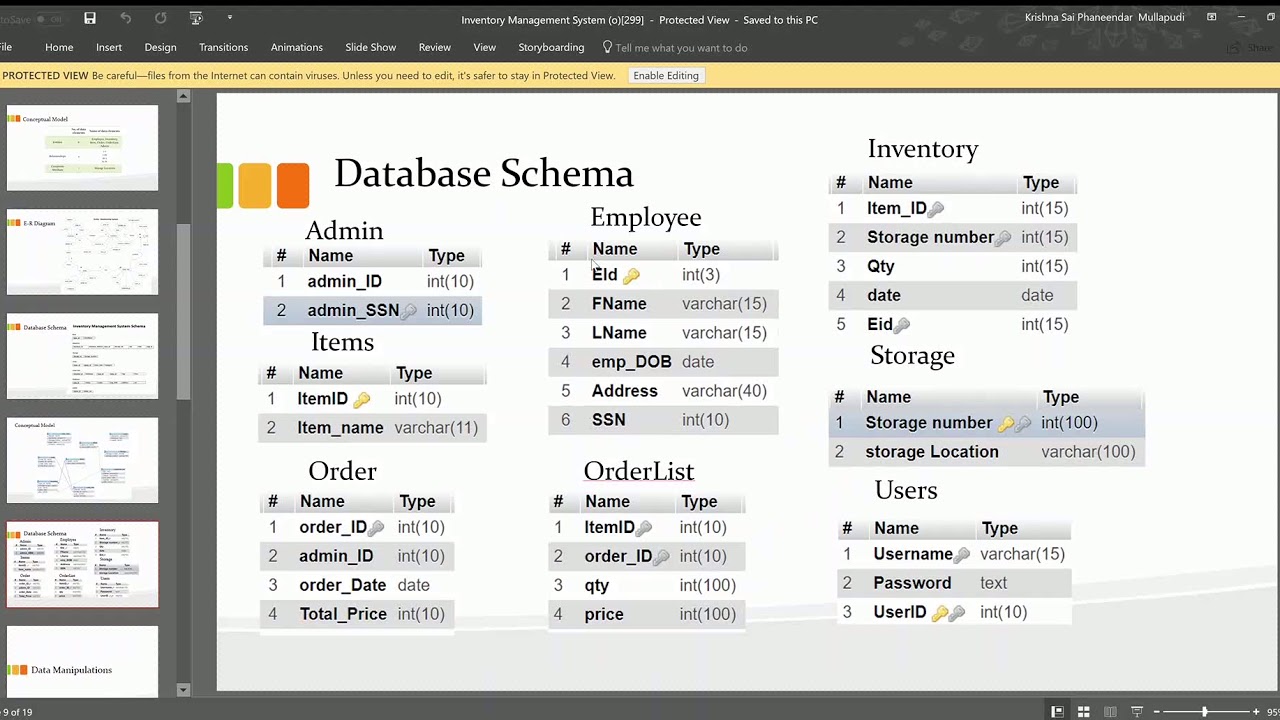 Inventory Management System (o)[299] - Protected View - Saved to this PC
Krishna Sai Phaneendar Mullapudi
File Home Insert Design Transitions Animations Slide Show Review View Storyboarding Tell me what you want to do Share
PROTECTED VIEW Be careful—files from the Internet can contain viruses. Unless you need to edit, it's safer to stay in Protected View. Enable Editing
Conceptual Model
E-R Diagram
Database Schema Inventory Management System Schema
Conceptual Model
Database Schema
Data Manipulations
Database Schema
Admin
# Name Type
1 admin_ID int(10)
2 admin_SSN int(10)
Items
# Name Type
1 ItemID int(10)
2 Item_name varchar(11)
Order
# Name Type
1 order_ID int(10)
2 admin_ID int(10)
3 order_Date date
4 Total_Price int(10)
Employee
# Name Type
1 EId int(3)
2 FName varchar(15)
3 LName varchar(15)
4 emp_DOB date
5 Address varchar(40)
6 SSN int(10)
OrderList
# Name Type
1 ItemID int(10)
2 order_ID int(10)
3 qty int(100)
4 price int(100)
Inventory
# Name Type
1 Item_ID int(15)
2 Storage number int(15)
3 Qty int(15)
4 date date
5 Eid int(15)
Storage
# Name Type
1 Storage number int(100)
2 storage Location varchar(100)
Users
# Name Type
1 Username varchar(15)
2 Password text
3 UserID int(10)
9 of 19
95%